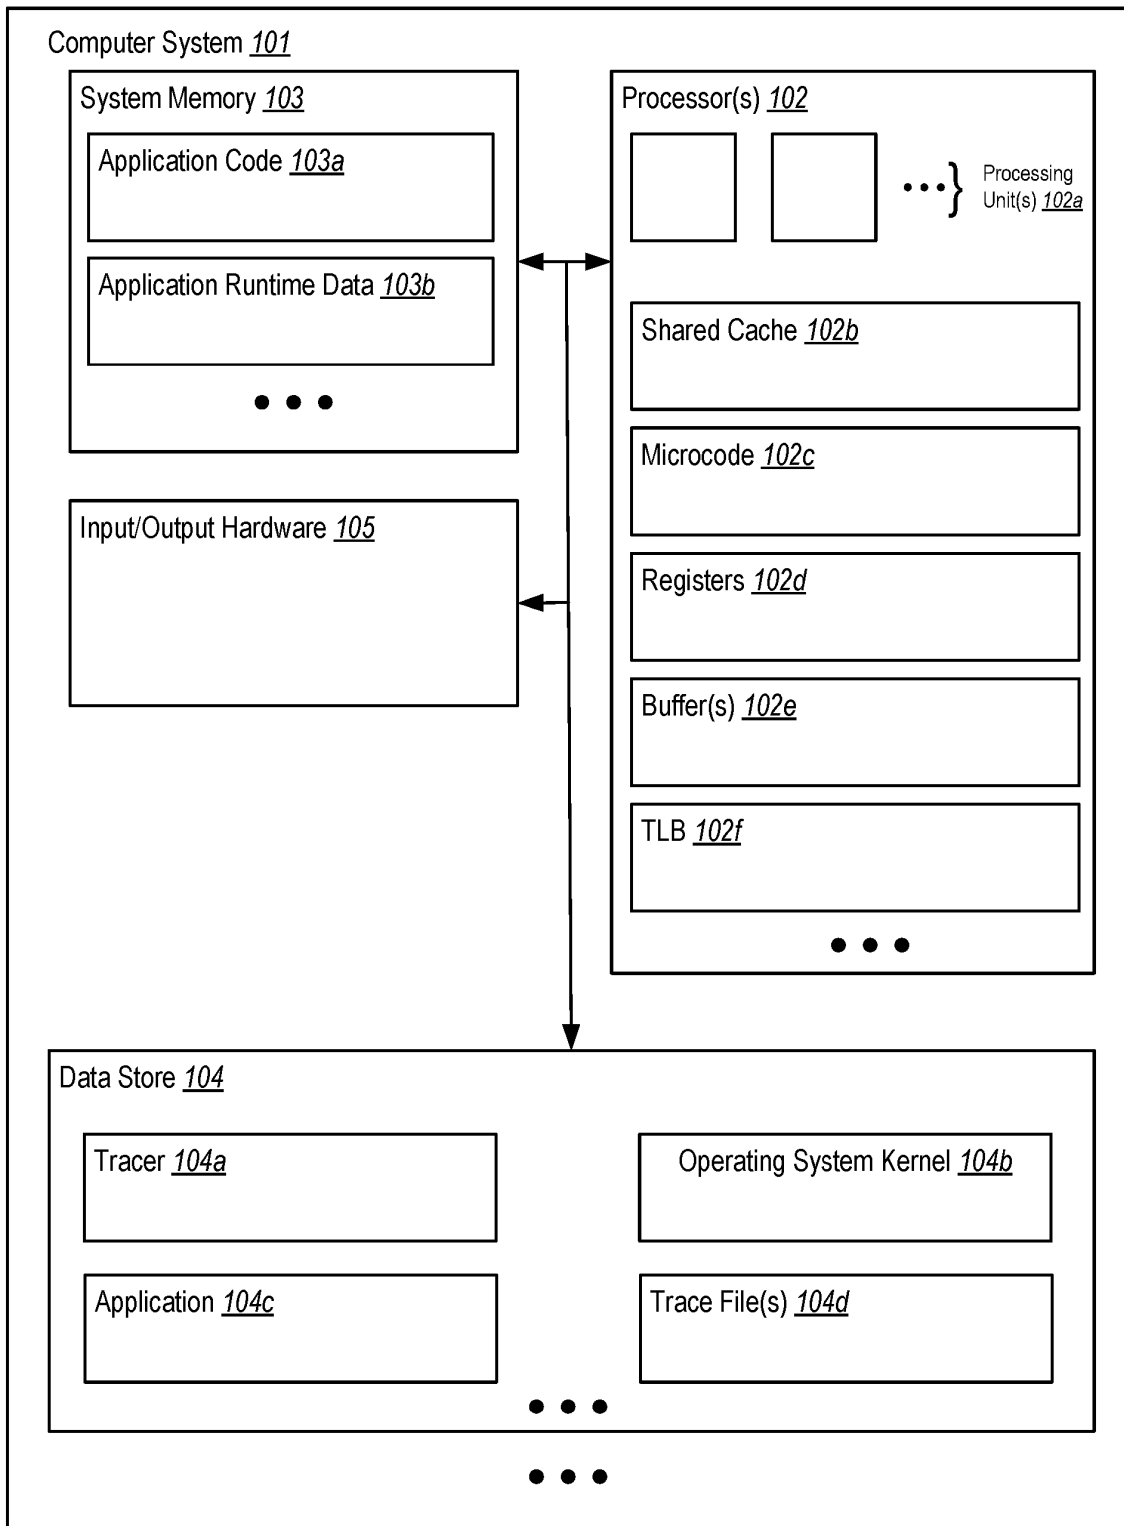 Computer System 101
System Memory 103
Application Code 103a
Application Runtime Data 103b
Input/Output Hardware 105
Processor(s) 102
Processing
Unit(s) 102a
Shared Cache 102b
Microcode 102c
Registers 102d
Buffer(s) 102e
TLB 102f
Data Store 104
Tracer 104a
Operating System Kernel 104b
Application 104c
Trace File(s) 104d